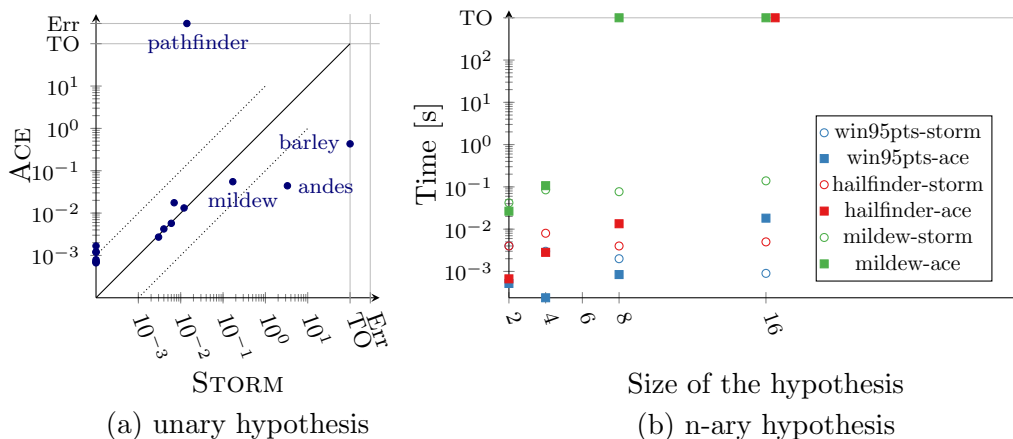 Err
TO
10^1
10^0
10^−1
10^−2
10^−3
ACE
pathfinder
barley
andes
mildew
10^−3
10^−2
10^−1
10^0
10^1
TO
Err
STORM
(a) unary hypothesis
TO
10^2
10^1
10^0
10^−1
10^−2
10^−3
Time [s]
win95pts-storm
win95pts-ace
hailfinder-storm
hailfinder-ace
mildew-storm
mildew-ace
2
4
6
8
16
Size of the hypothesis
(b) n-ary hypothesis